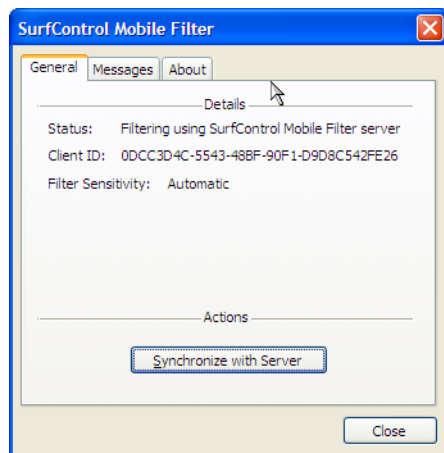 SurfControl Mobile Filter
General Messages About
Details
Status: Filtering using SurfControl Mobile Filter server
Client ID: 0DCC3D4C-5543-48BF-90F1-D9D8C542FE26
Filter Sensitivity: Automatic
Actions
Synchronize with Server
Close